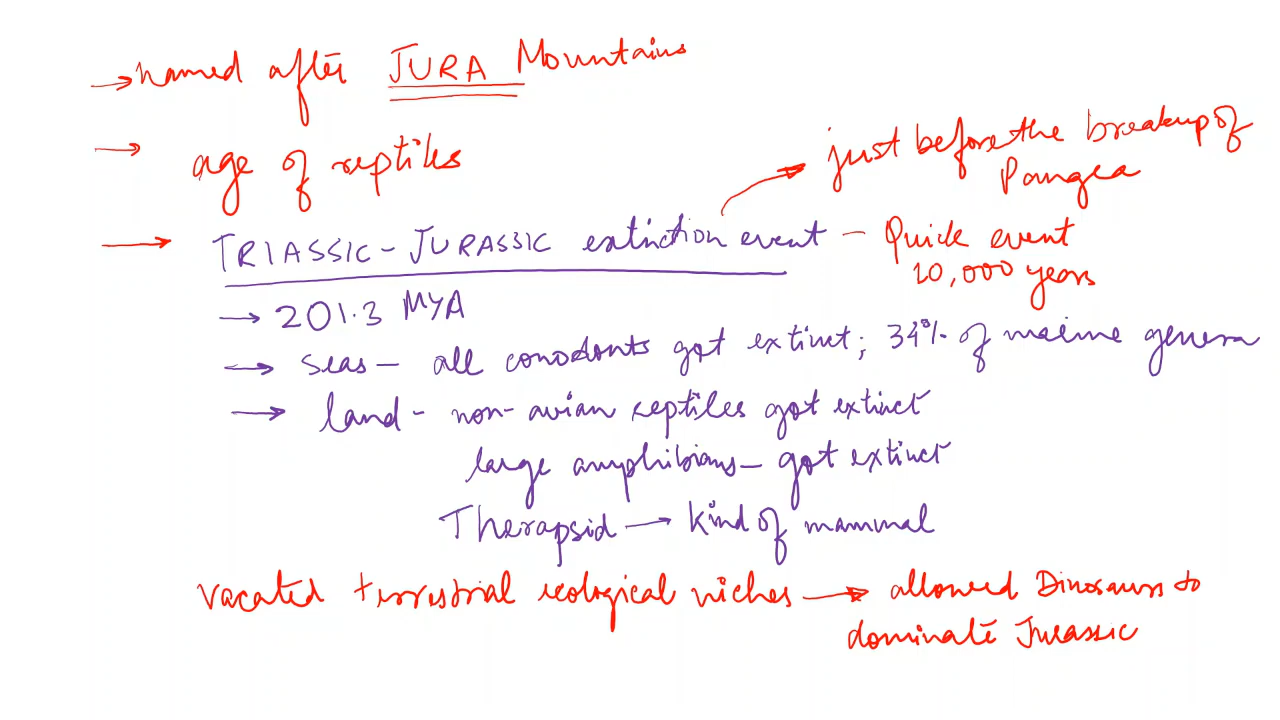 → named after JURA Mountains
→ age of reptiles
just before the breakup of
Pangea
→ TRIASSIC - JURASSIC extinction event - Quick event
10,000 years
→ 201.3 MYA
→ seas - all conodonts got extinct; 34% of marine genera
→ land - non-avian reptiles got extinct
large amphibians - got extinct
Therapsid → kind of mammal
vacated terrestrial ecological niches → allowed Dinosaurs to
dominate Jurassic